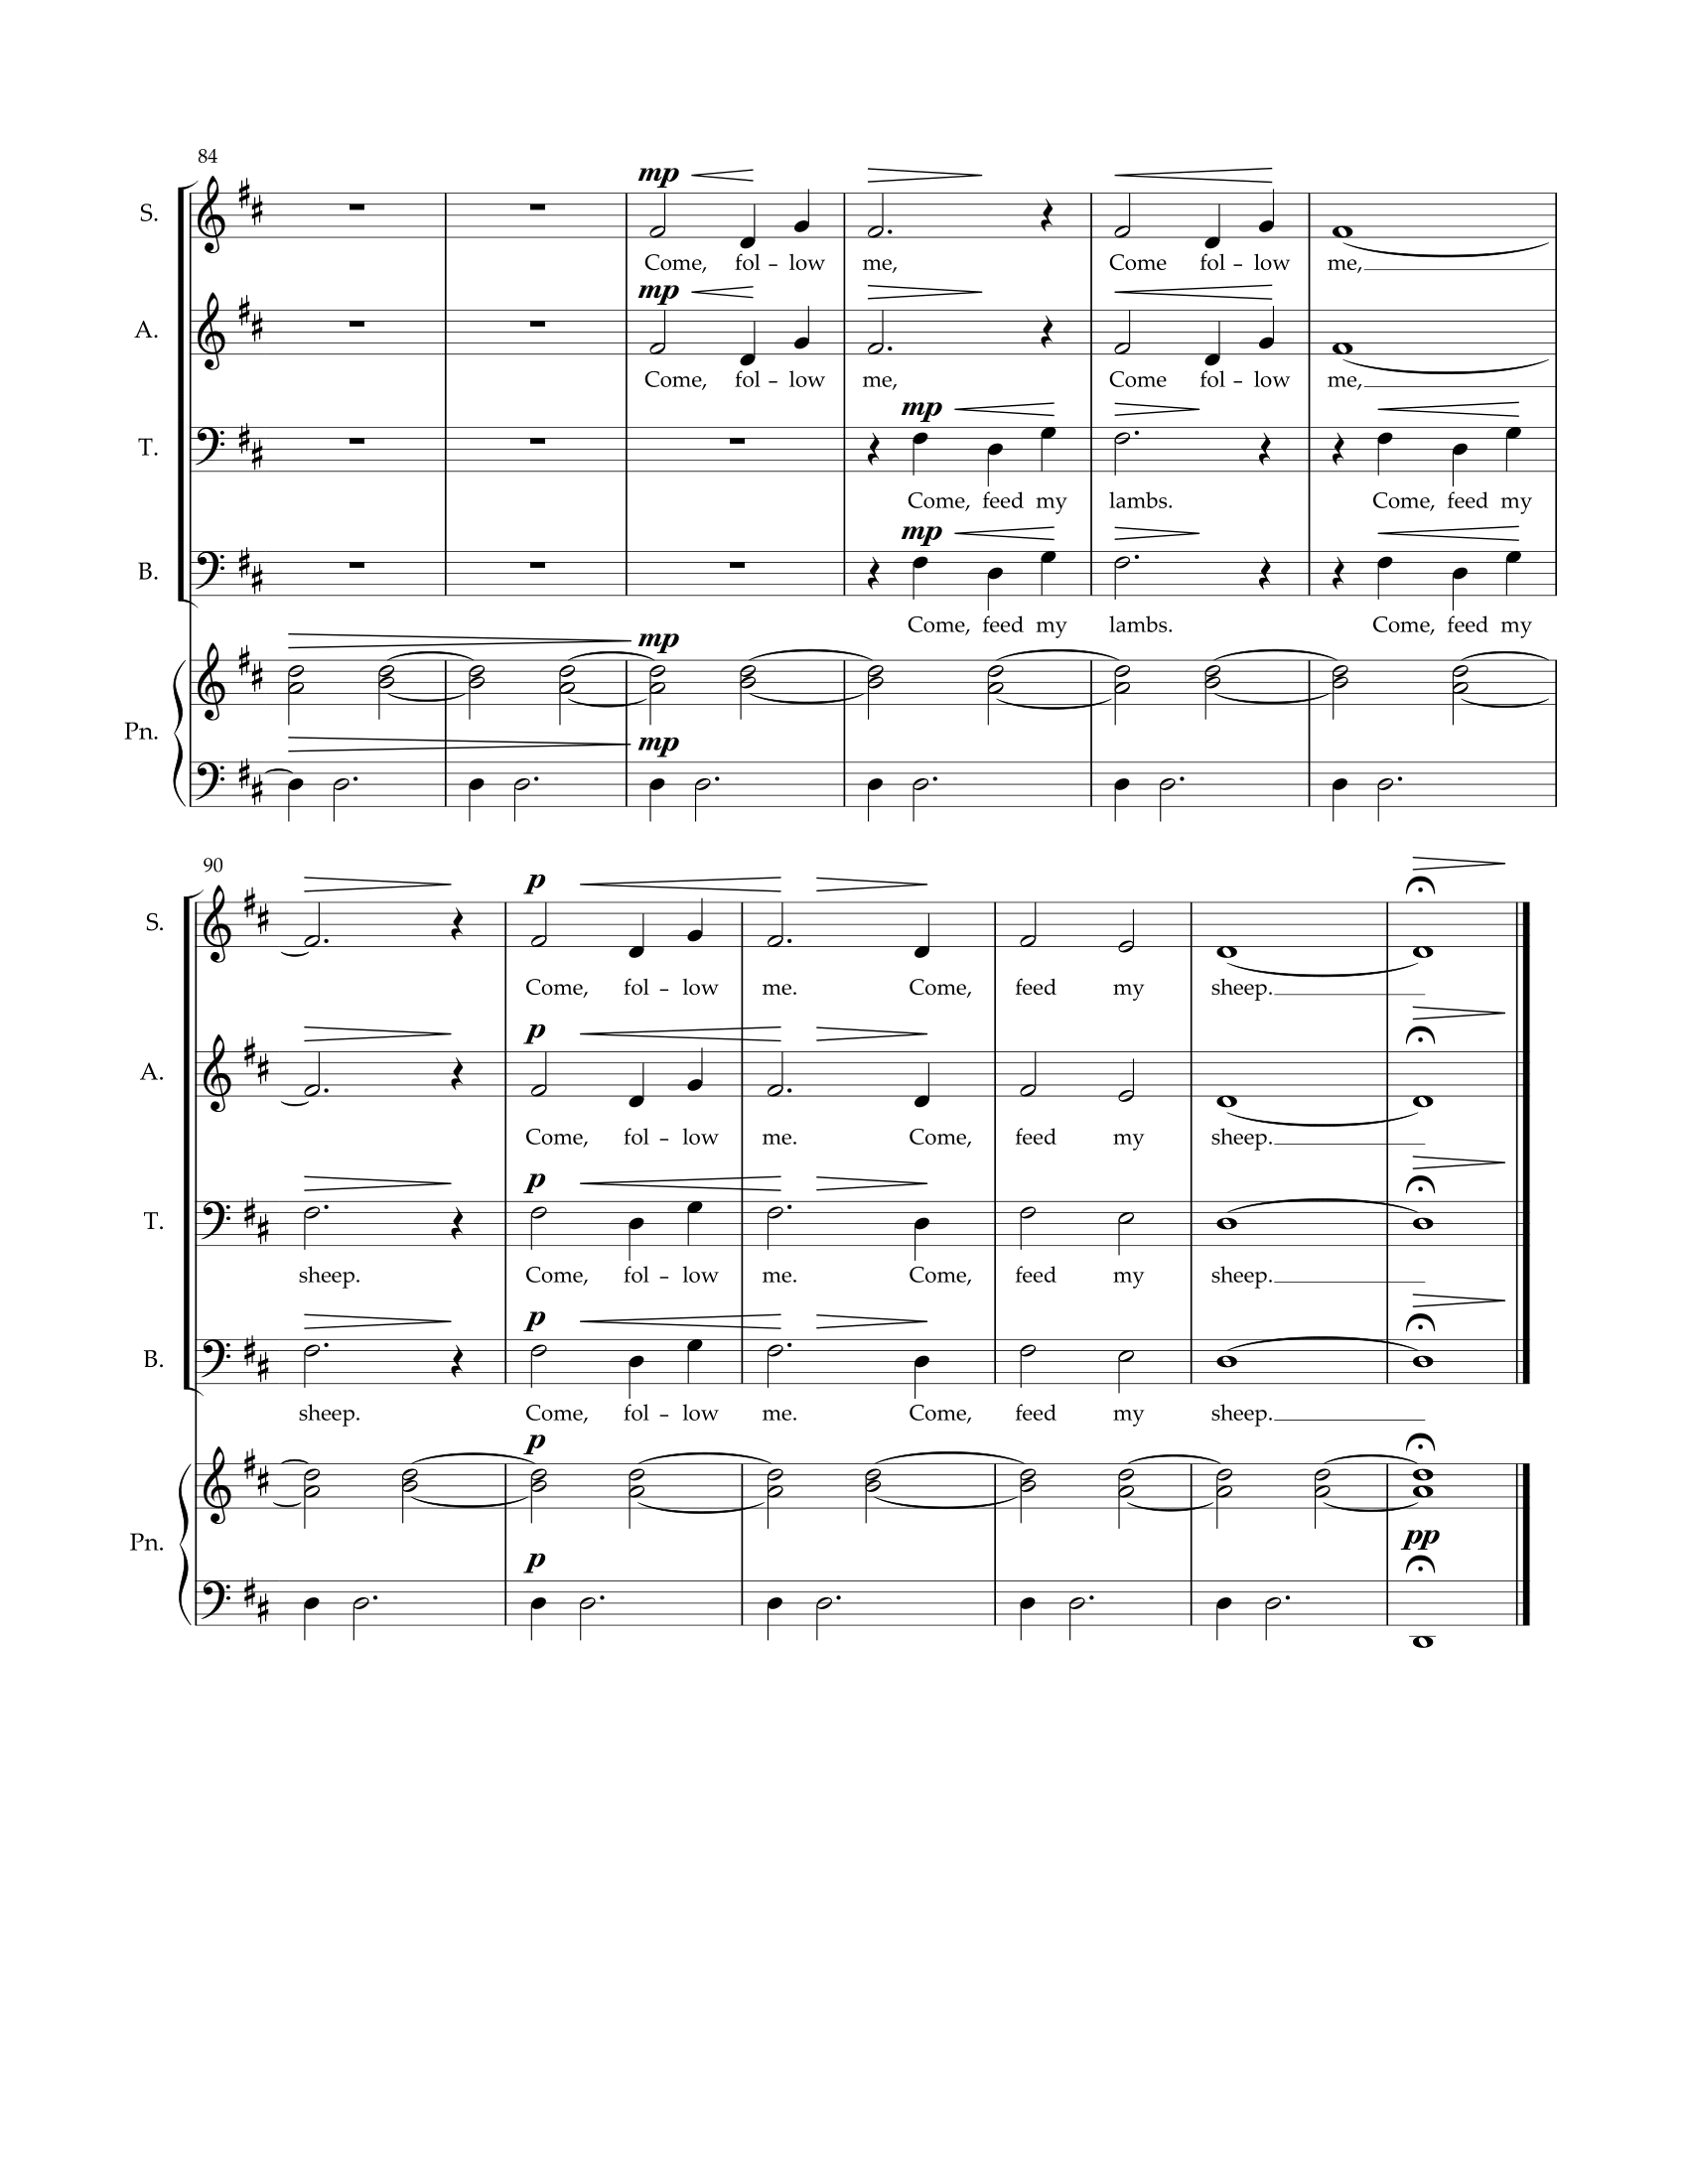 84
S.
mp
Come, fol - low me, Come fol - low me,
A.
mp
Come, fol - low me, Come fol - low me,
T.
mp
Come, feed my lambs. Come, feed my
B.
mp
Come, feed my lambs. Come, feed my
mp
Pn.
mp
90
S.
p
Come, fol - low me. Come, feed my sheep.
A.
p
Come, fol - low me. Come, feed my sheep.
T.
p
sheep. Come, fol - low me. Come, feed my sheep.
B.
p
sheep. Come, fol - low me. Come, feed my sheep.
p
Pn.
p pp